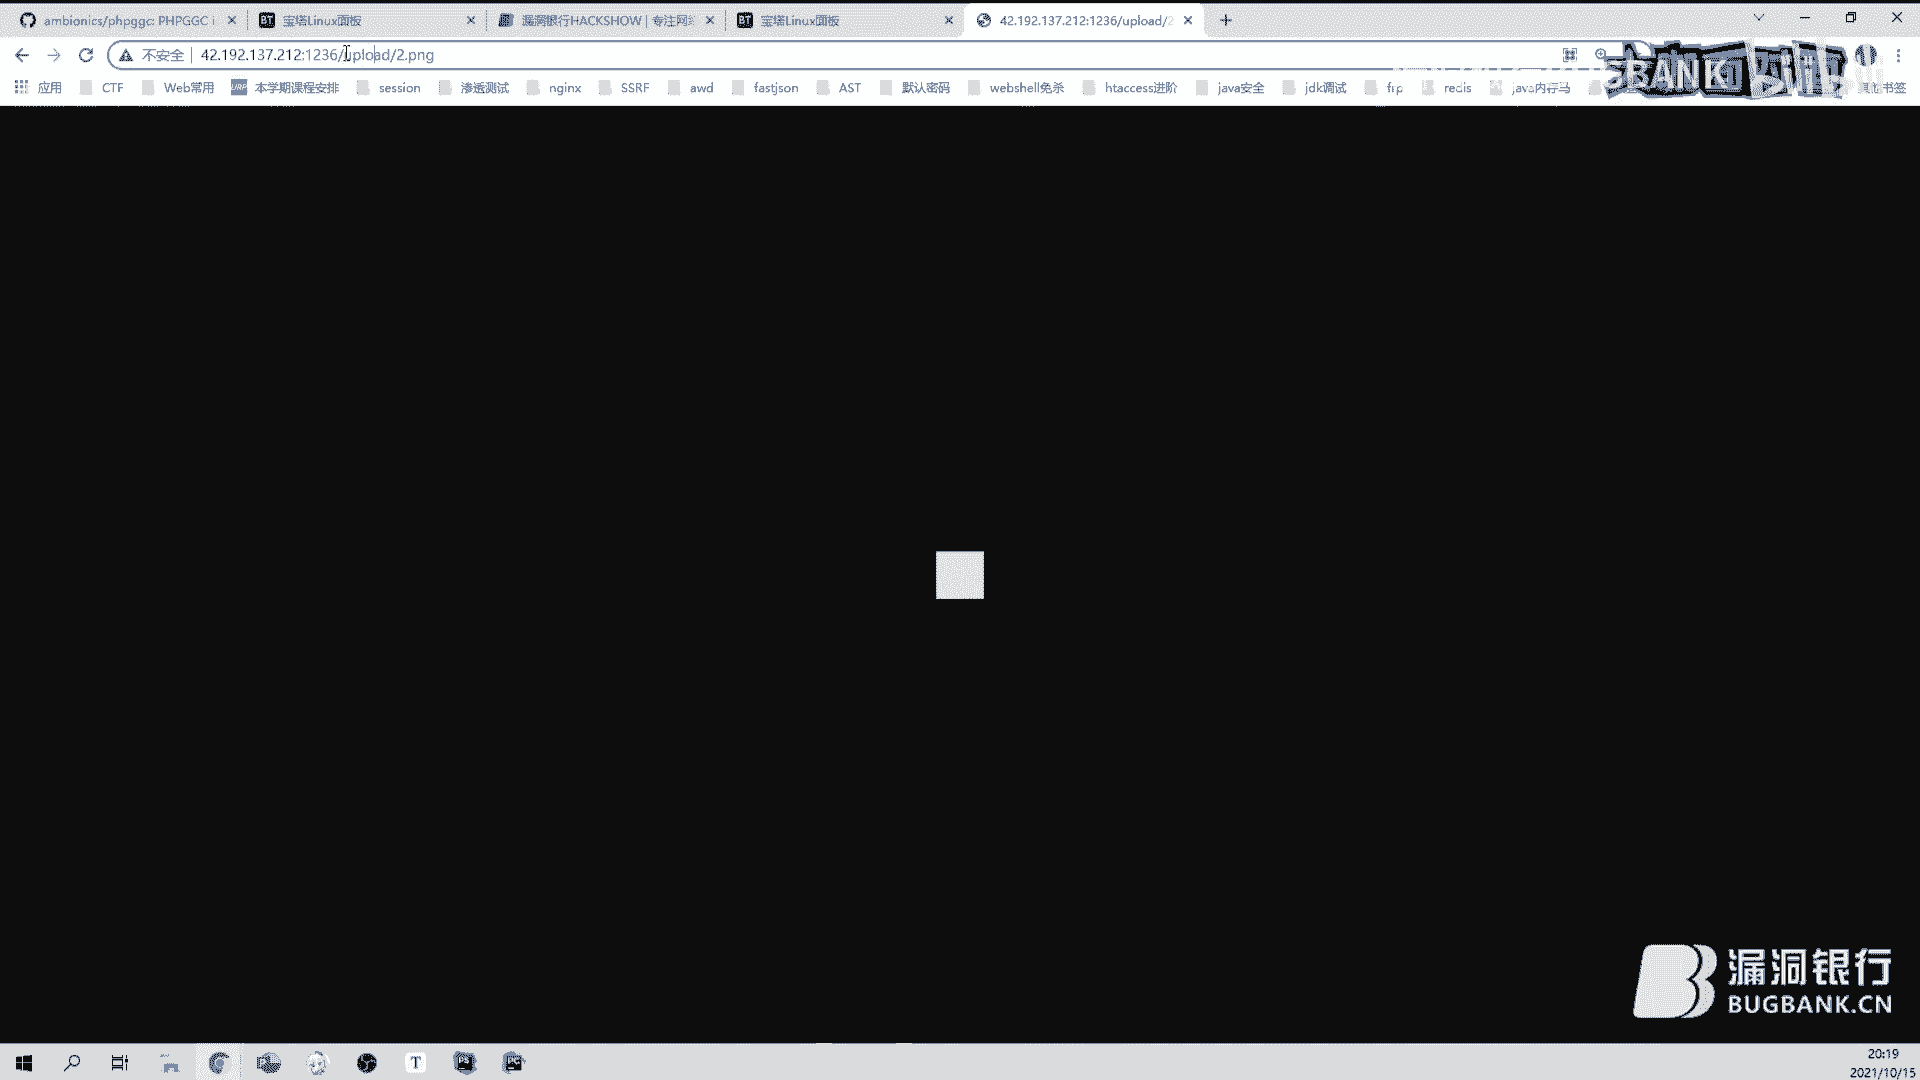 ambionics/phpggc: PHPGGC i
宝塔Linux面板
漏洞银行HACKSHOW | 专注网络
宝塔Linux面板
42.192.137.212:1236/upload/2
不安全 42.192.137.212:1236/upload/2.png
应用 CTF Web常用 本学期课程安排 session 渗透测试 nginx SSRF awd fastjson AST 默认密码 webshell免杀 htaccess进阶 java安全 jdk调试 frp redis java内存马 其他书签
BANK
漏洞银行
BUGBANK.CN
20:19
2021/10/15